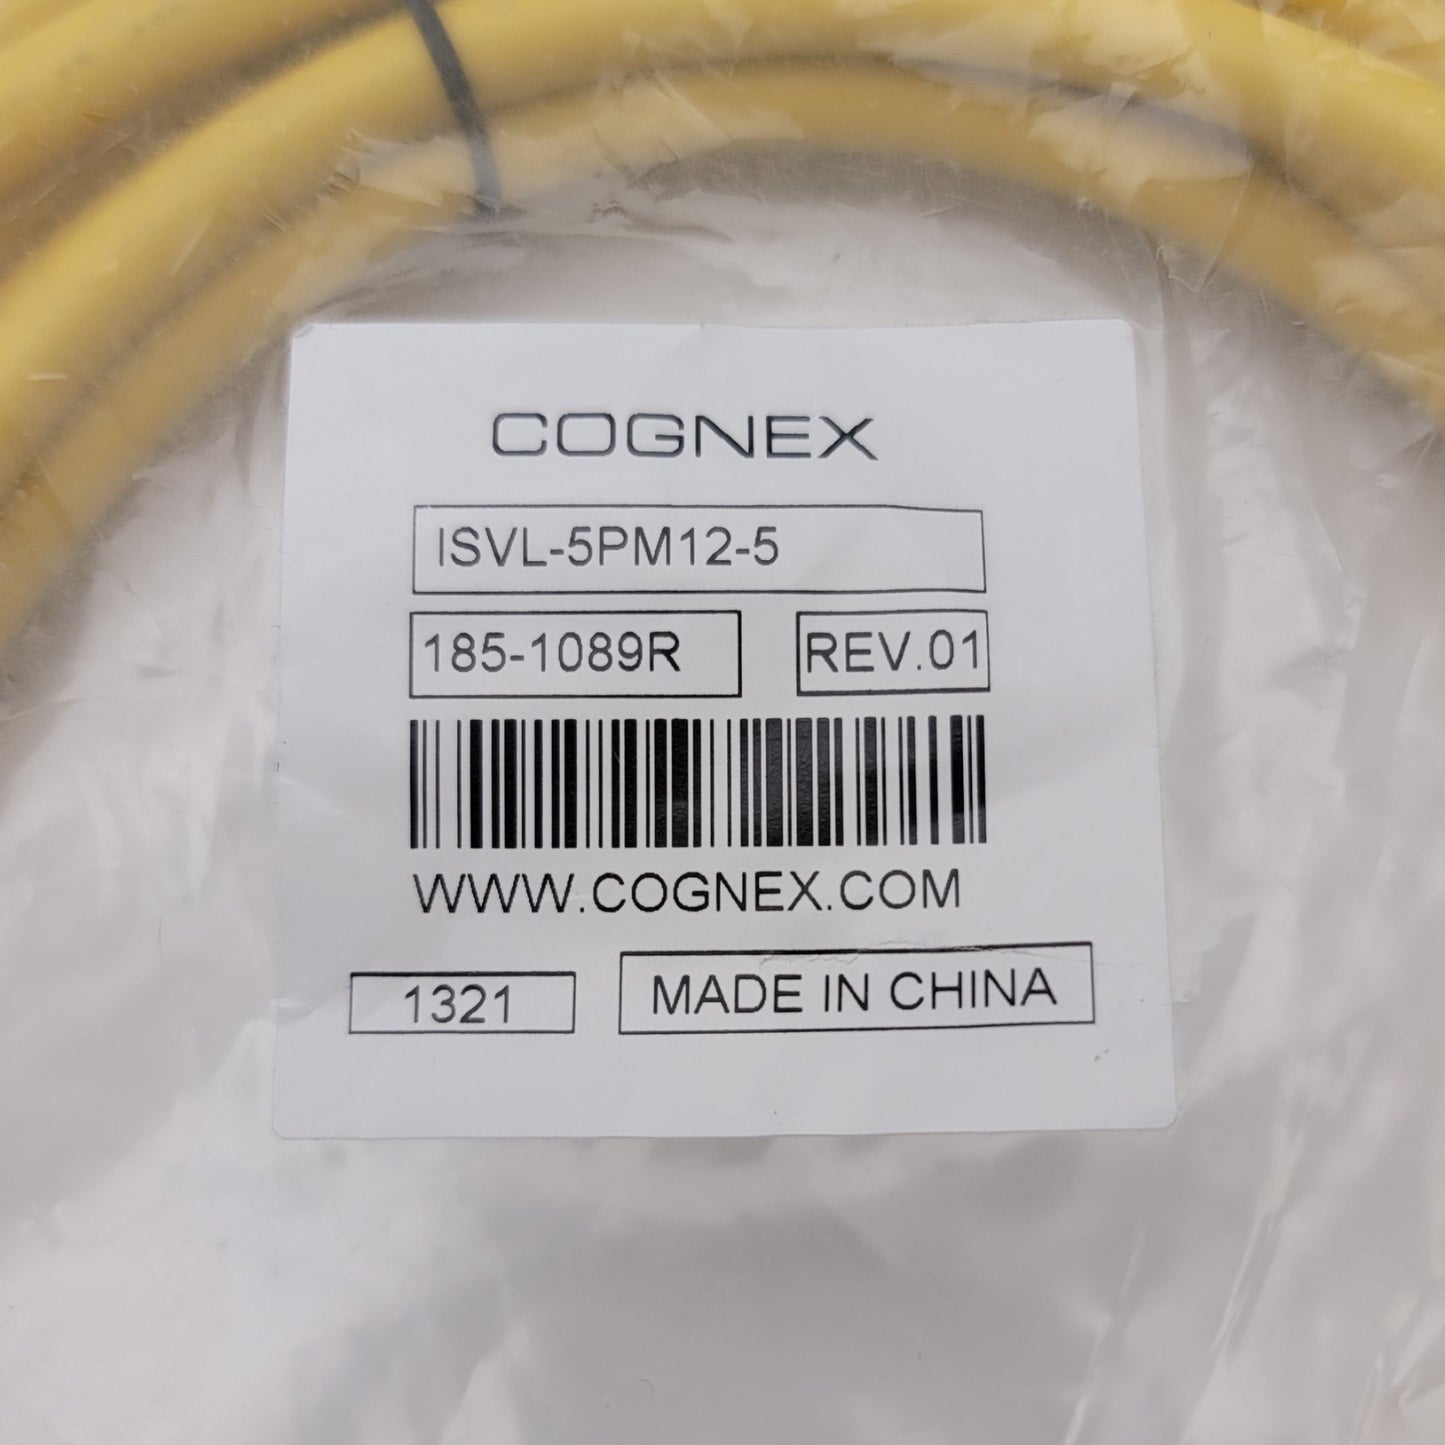 COGNEX
ISVL-5PM12-5
185-1089R REV.01
WWW.COGNEX.COM
1321 MADE IN CHINA